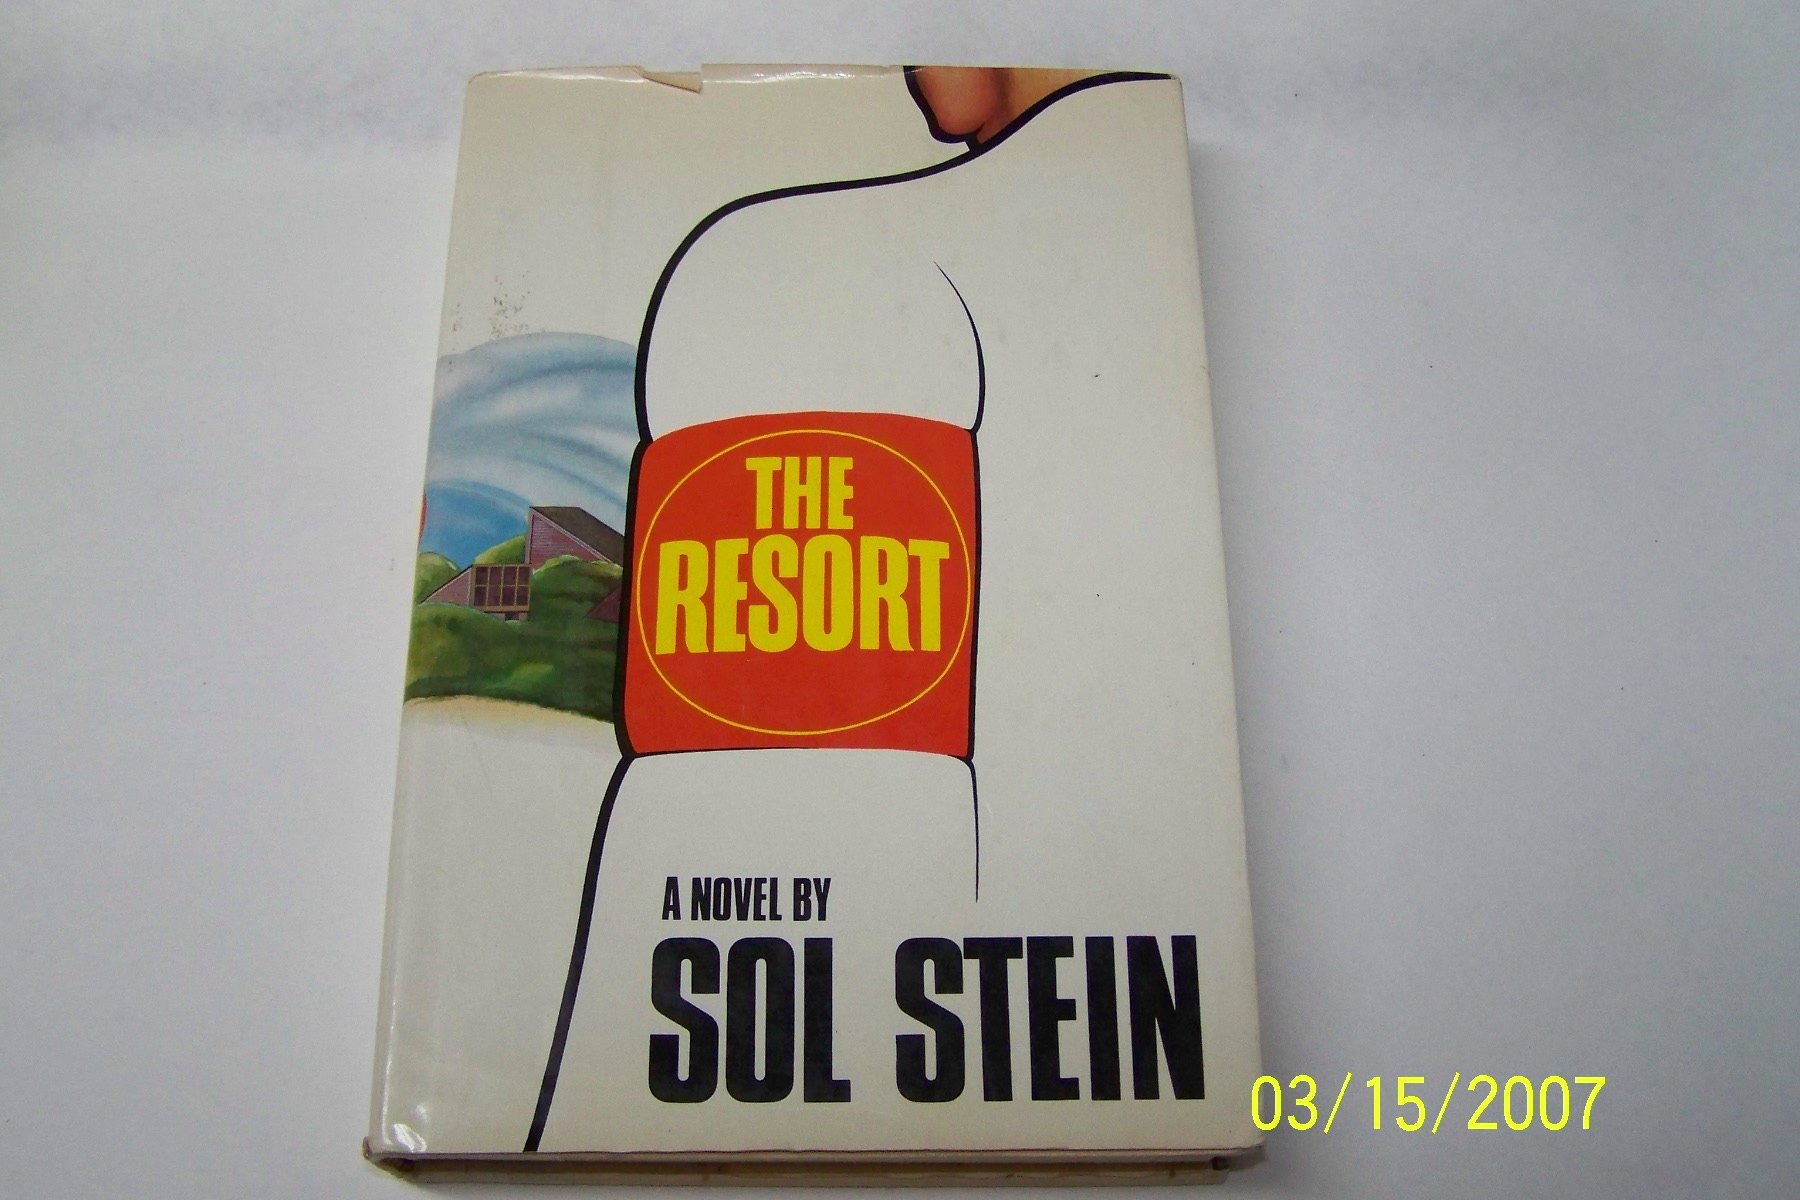 THE
RESORT
A NOVEL BY
SOL STEIN
03/15/2007